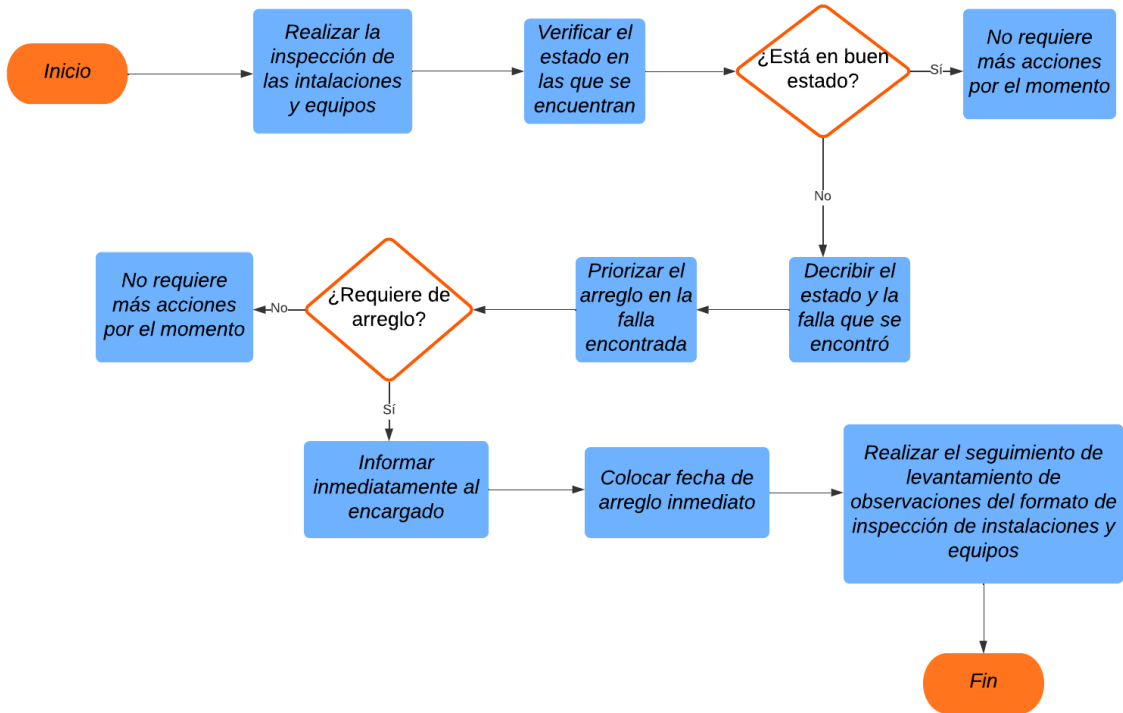 Inicio
Realizar la
inspección de
las intalaciones
y equipos
Verificar el
estado en
las que se
encuentran
¿Está en buen
estado?
Sí
No requiere
más acciones
por el momento
No
Decribir el
estado y la
falla que se
encontró
Priorizar el
arreglo en la
falla
encontrada
¿Requiere de
arreglo?
No
No requiere
más acciones
por el momento
Sí
Informar
inmediatamente al
encargado
Colocar fecha de
arreglo inmediato
Realizar el seguimiento de
levantamiento de
observaciones del formato de
inspección de instalaciones y
equipos
Fin